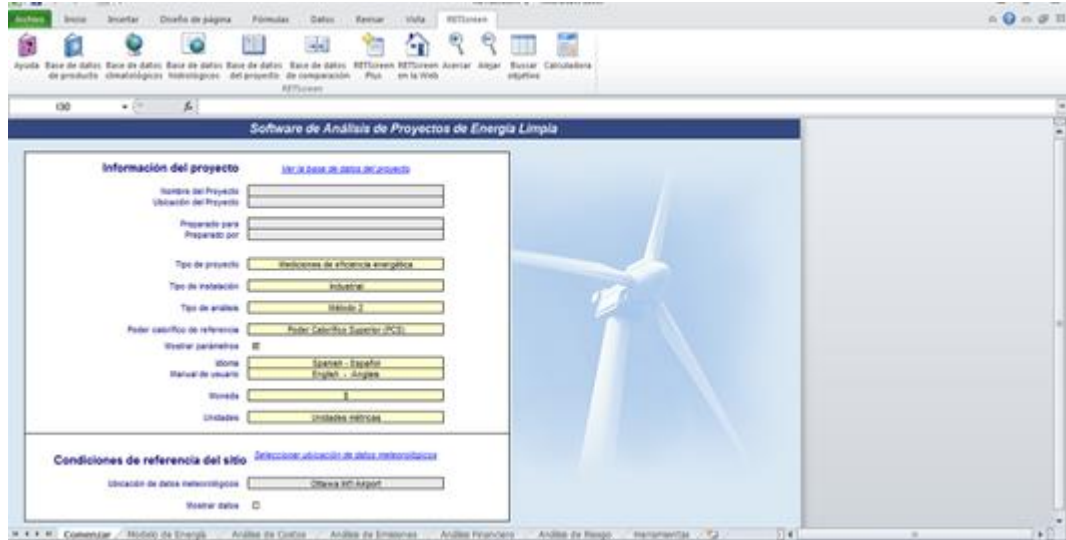 Archivo Inicio Insertar Diseño de página Fórmulas Datos Revisar Vista RETScreen
Ayuda Base de datos de producto Base de datos climatológicos Base de datos hidrológicos Base de datos del proyecto Base de datos de comparación RETScreen Plus RETScreen en la Web Acercar Alejar Buscar objetivo Calculadora
RETScreen
I30 fx
Software de Análisis de Proyectos de Energía Limpia
Información del proyecto Ver la base de datos del proyecto
Nombre del Proyecto
Ubicación del Proyecto
Preparado para
Preparado por
Tipo de proyecto Mediciones de eficiencia energética
Tipo de instalación Industrial
Tipo de análisis Método 2
Poder calorífico de referencia Poder Calorífico Superior (PCS)
Mostrar parámetros
Idioma Spanish - Español
Manual de usuario English - Anglais
Moneda $
Unidades Unidades métricas
Condiciones de referencia del sitio Seleccionar ubicación de datos meteorológicos
Ubicación de datos meteorológicos Ottawa Int'l Airport
Mostrar datos
Comenzar Modelo de Energía Análisis de Costos Análisis de Emisiones Análisis Financiero Análisis de Riesgo Herramientas